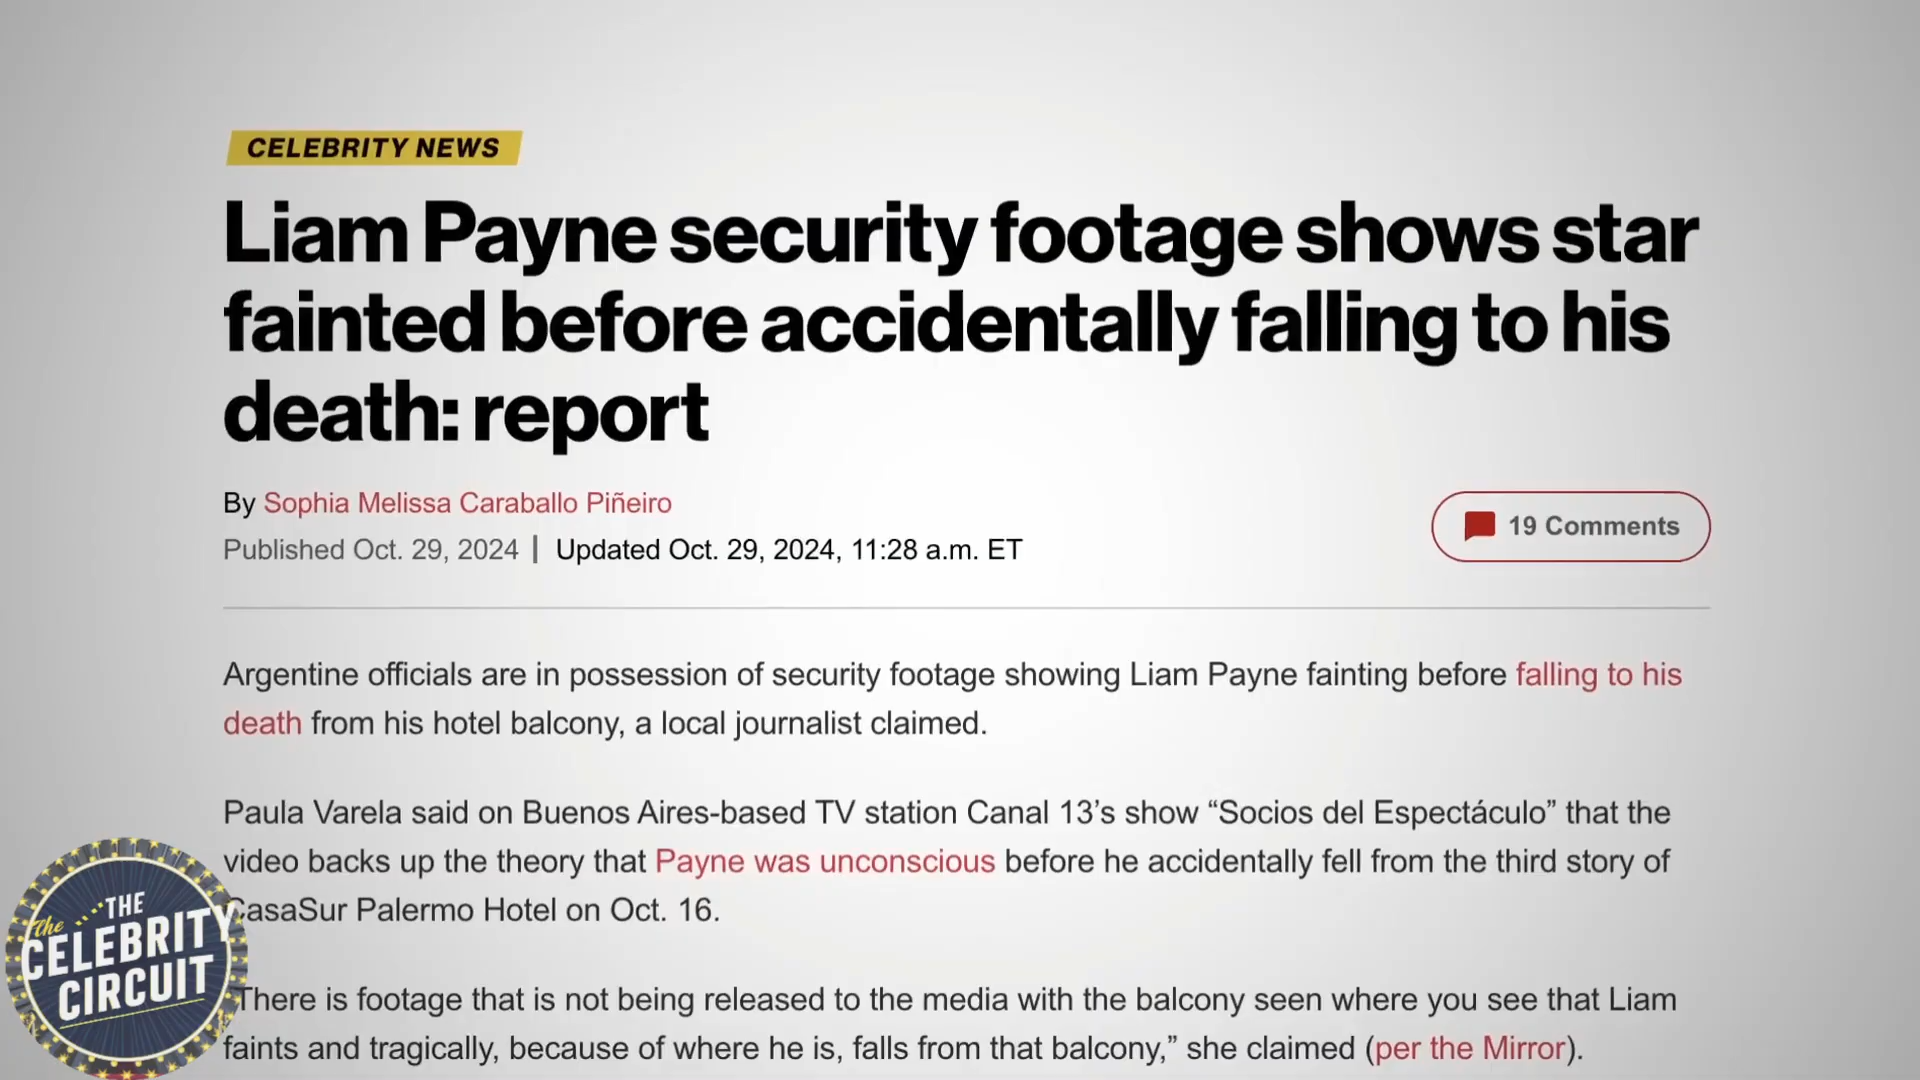 CELEBRITY NEWS
Liam Payne security footage shows star
fainted before accidentally falling to his
death: report
By Sophia Melissa Caraballo Piñeiro
Published Oct. 29, 2024 | Updated Oct. 29, 2024, 11:28 a.m. ET
19 Comments
Argentine officials are in possession of security footage showing Liam Payne fainting before falling to his
death from his hotel balcony, a local journalist claimed.
Paula Varela said on Buenos Aires-based TV station Canal 13’s show “Socios del Espectáculo” that the
video backs up the theory that Payne was unconscious before he accidentally fell from the third story of
CasaSur Palermo Hotel on Oct. 16.
There is footage that is not being released to the media with the balcony seen where you see that Liam
faints and tragically, because of where he is, falls from that balcony,” she claimed (per the Mirror).
The
THE
CELEBRITY
CIRCUIT